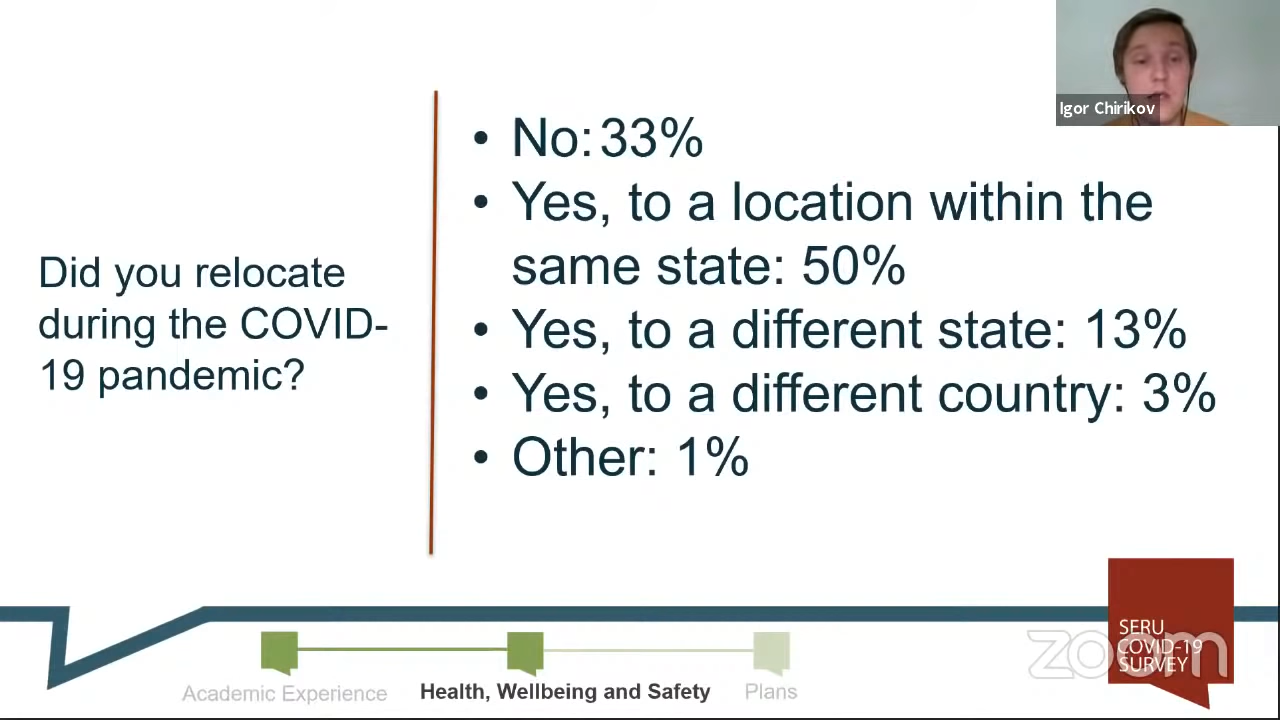 Igor Chirikov
Did you relocate
during the COVID-
19 pandemic?
• No: 33%
• Yes, to a location within the
same state: 50%
• Yes, to a different state: 13%
• Yes, to a different country: 3%
• Other: 1%
Academic Experience
Health, Wellbeing and Safety
Plans
SERU
COVID-19
SURVEY
zoom